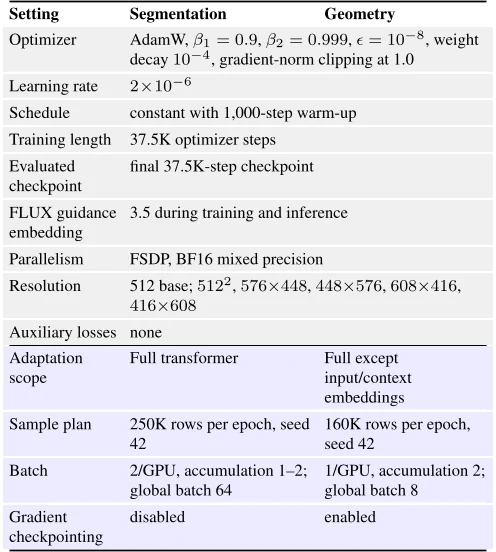 Setting Segmentation Geometry
Optimizer AdamW, β₁ = 0.9, β₂ = 0.999, ϵ = 10⁻⁸, weight
decay 10⁻⁴, gradient-norm clipping at 1.0
Learning rate 2×10⁻⁶
Schedule constant with 1,000-step warm-up
Training length 37.5K optimizer steps
Evaluated final 37.5K-step checkpoint
checkpoint
FLUX guidance 3.5 during training and inference
embedding
Parallelism FSDP, BF16 mixed precision
Resolution 512 base; 512², 576×448, 448×576, 608×416,
416×608
Auxiliary losses none
Adaptation Full transformer Full except
scope input/context
embeddings
Sample plan 250K rows per epoch, seed 160K rows per epoch,
42 seed 42
Batch 2/GPU, accumulation 1–2; 1/GPU, accumulation 2;
global batch 64 global batch 8
Gradient disabled enabled
checkpointing